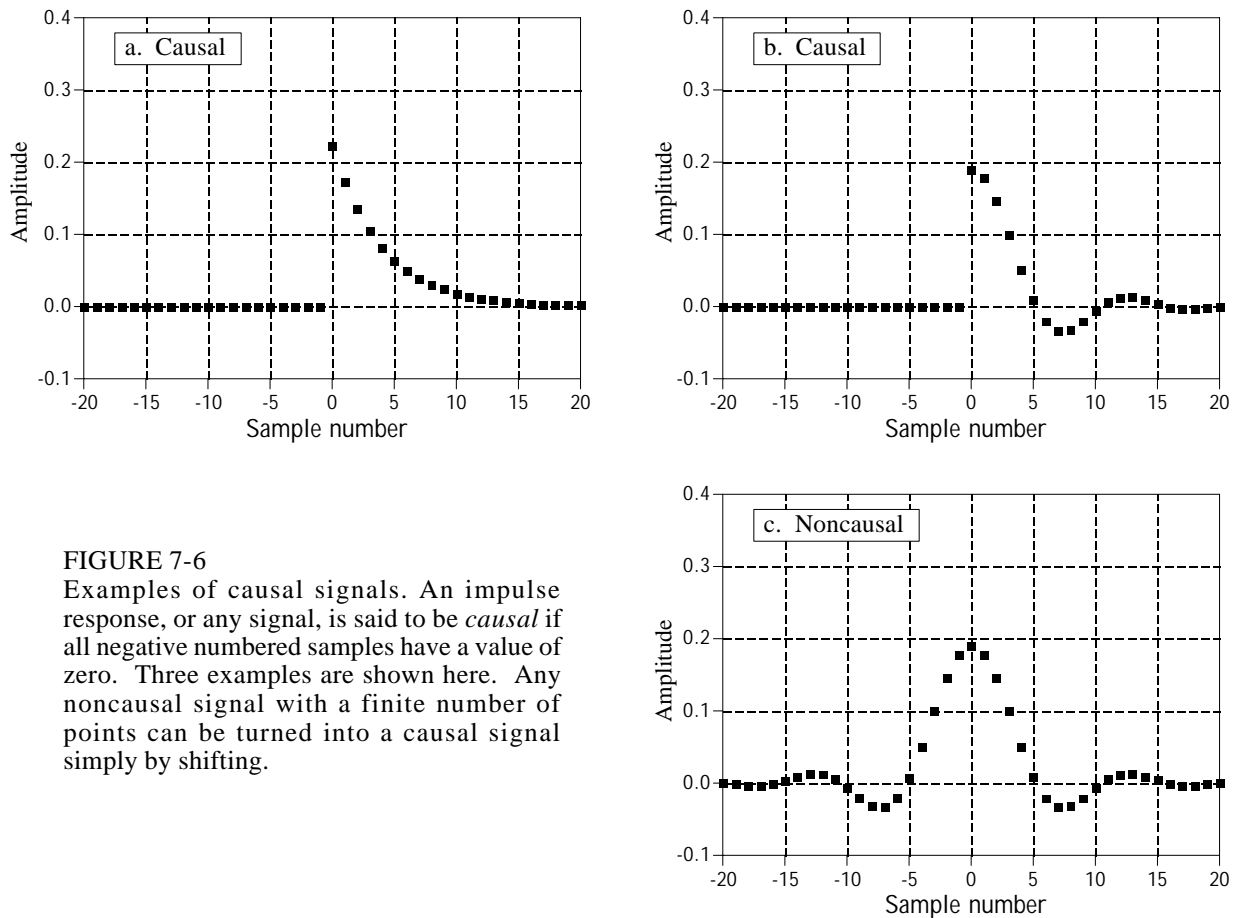 a. Causal
0.4
0.3
0.2
0.1
0.0
-0.1
Amplitude
-20 -15 -10 -5 0 5 10 15 20
Sample number
b. Causal
0.4
0.3
0.2
0.1
0.0
-0.1
Amplitude
-20 -15 -10 -5 0 5 10 15 20
Sample number
FIGURE 7-6
Examples of causal signals. An impulse
response, or any signal, is said to be causal if
all negative numbered samples have a value of
zero. Three examples are shown here. Any
noncausal signal with a finite number of
points can be turned into a causal signal
simply by shifting.
c. Noncausal
0.4
0.3
0.2
0.1
0.0
-0.1
Amplitude
-20 -15 -10 -5 0 5 10 15 20
Sample number